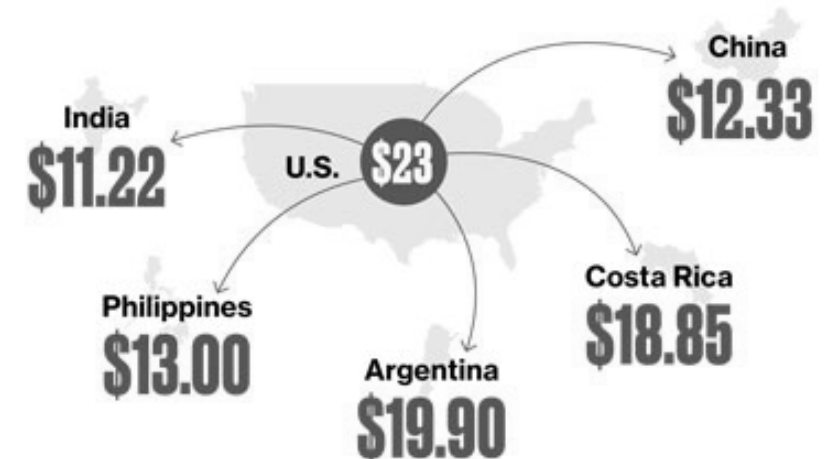 China
$12.33
India
$11.22
U.S.
$23
Costa Rica
$18.85
Philippines
$13.00
Argentina
$19.90